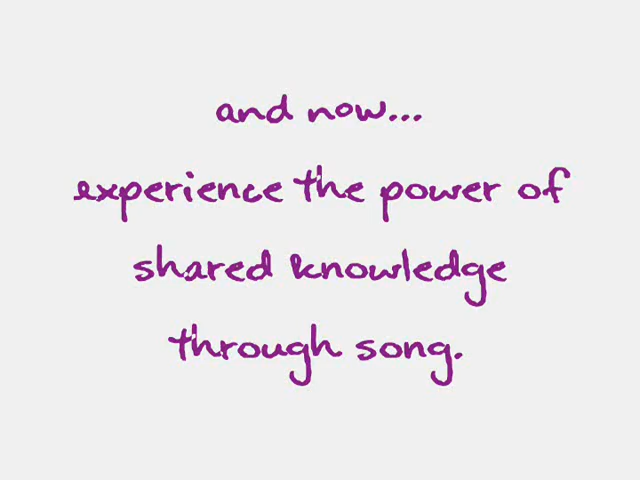 and now...
experience the power of
shared knowledge
through song.